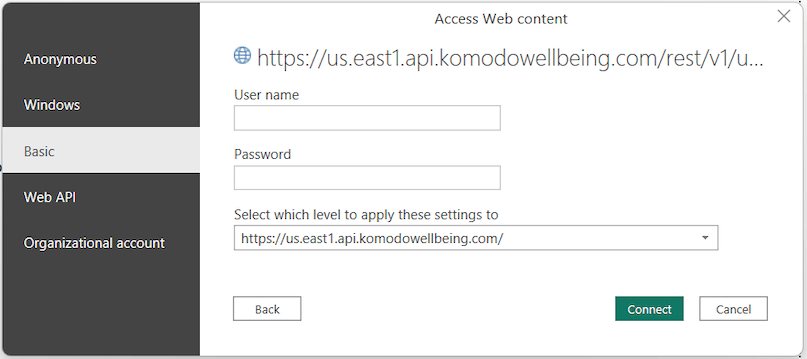 Access Web content
Anonymous
Windows
Basic
Web API
Organizational account
https://us.east1.api.komodowellbeing.com/rest/v1/u...
User name
Password
Select which level to apply these settings to
https://us.east1.api.komodowellbeing.com/
Back
Connect
Cancel